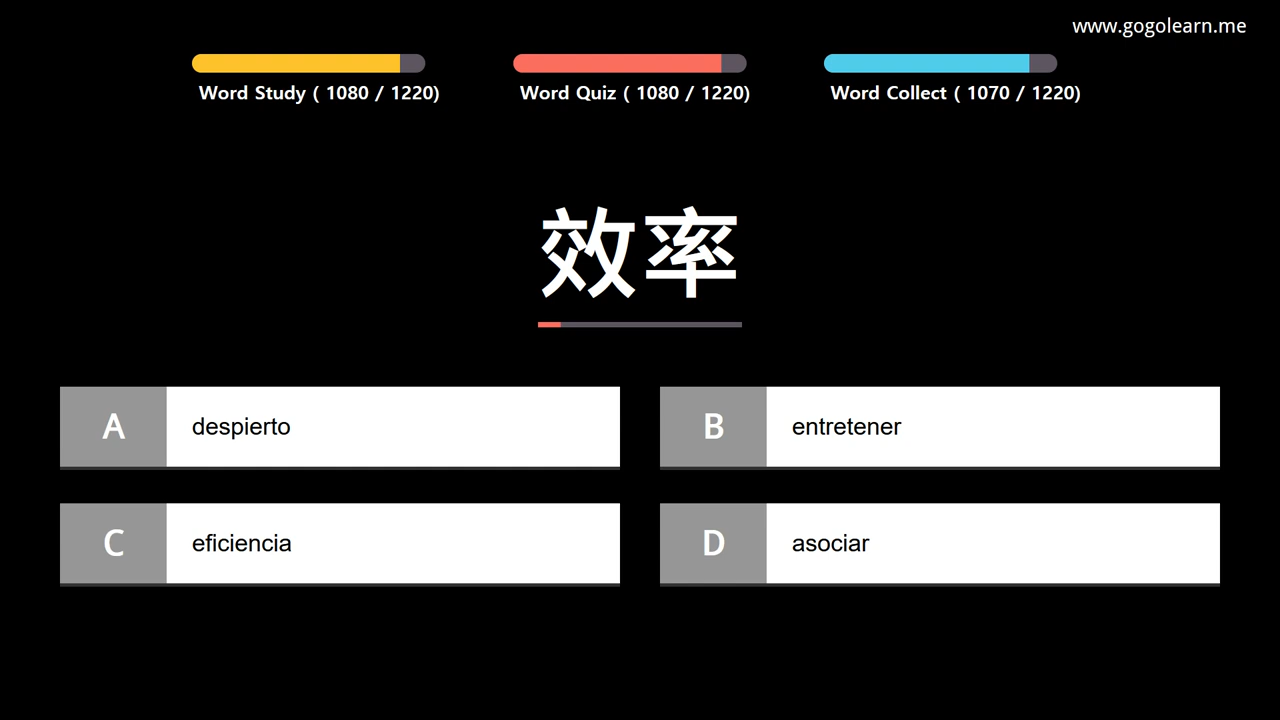 www.gogolearn.me
Word Study ( 1080 / 1220)
Word Quiz ( 1080 / 1220)
Word Collect ( 1070 / 1220)
效率
A despierto
B entretener
C eficiencia
D asociar